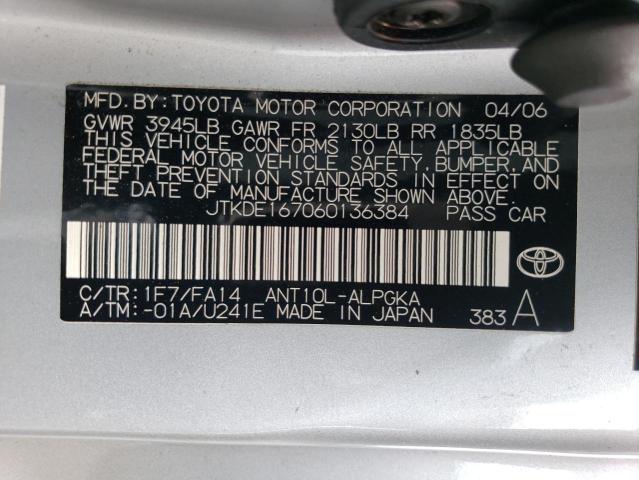 MFD. BY: TOYOTA MOTOR CORPORATION 04/06
GVWR 3945LB GAWR FR 2130LB RR 1835LB
THIS VEHICLE CONFORMS TO ALL APPLICABLE
FEDERAL MOTOR VEHICLE SAFETY, BUMPER, AND
THEFT PREVENTION STANDARDS IN EFFECT ON
THE DATE OF MANUFACTURE SHOWN ABOVE.
JTKDE167060136384 PASS CAR
C/TR: 1F7/FA14 ANT10L-ALPGKA
A/TM: -01A/U241E MADE IN JAPAN 383 A